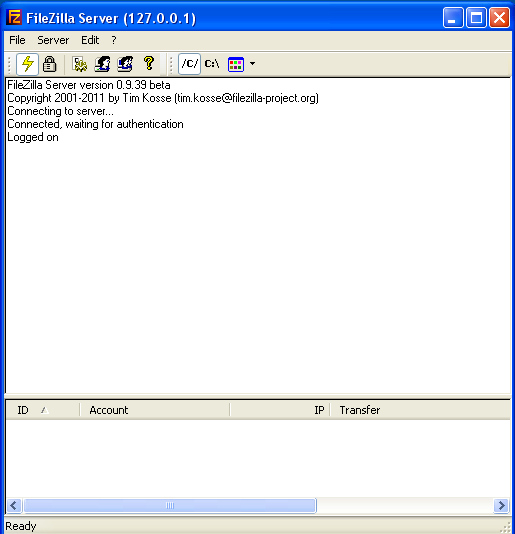 FileZilla Server (127.0.0.1)
File Server Edit ?
/C/ C:\
FileZilla Server version 0.9.39 beta
Copyright 2001-2011 by Tim Kosse (tim.kosse@filezilla-project.org)
Connecting to server...
Connected, waiting for authentication
Logged on
ID Account IP Transfer
Ready